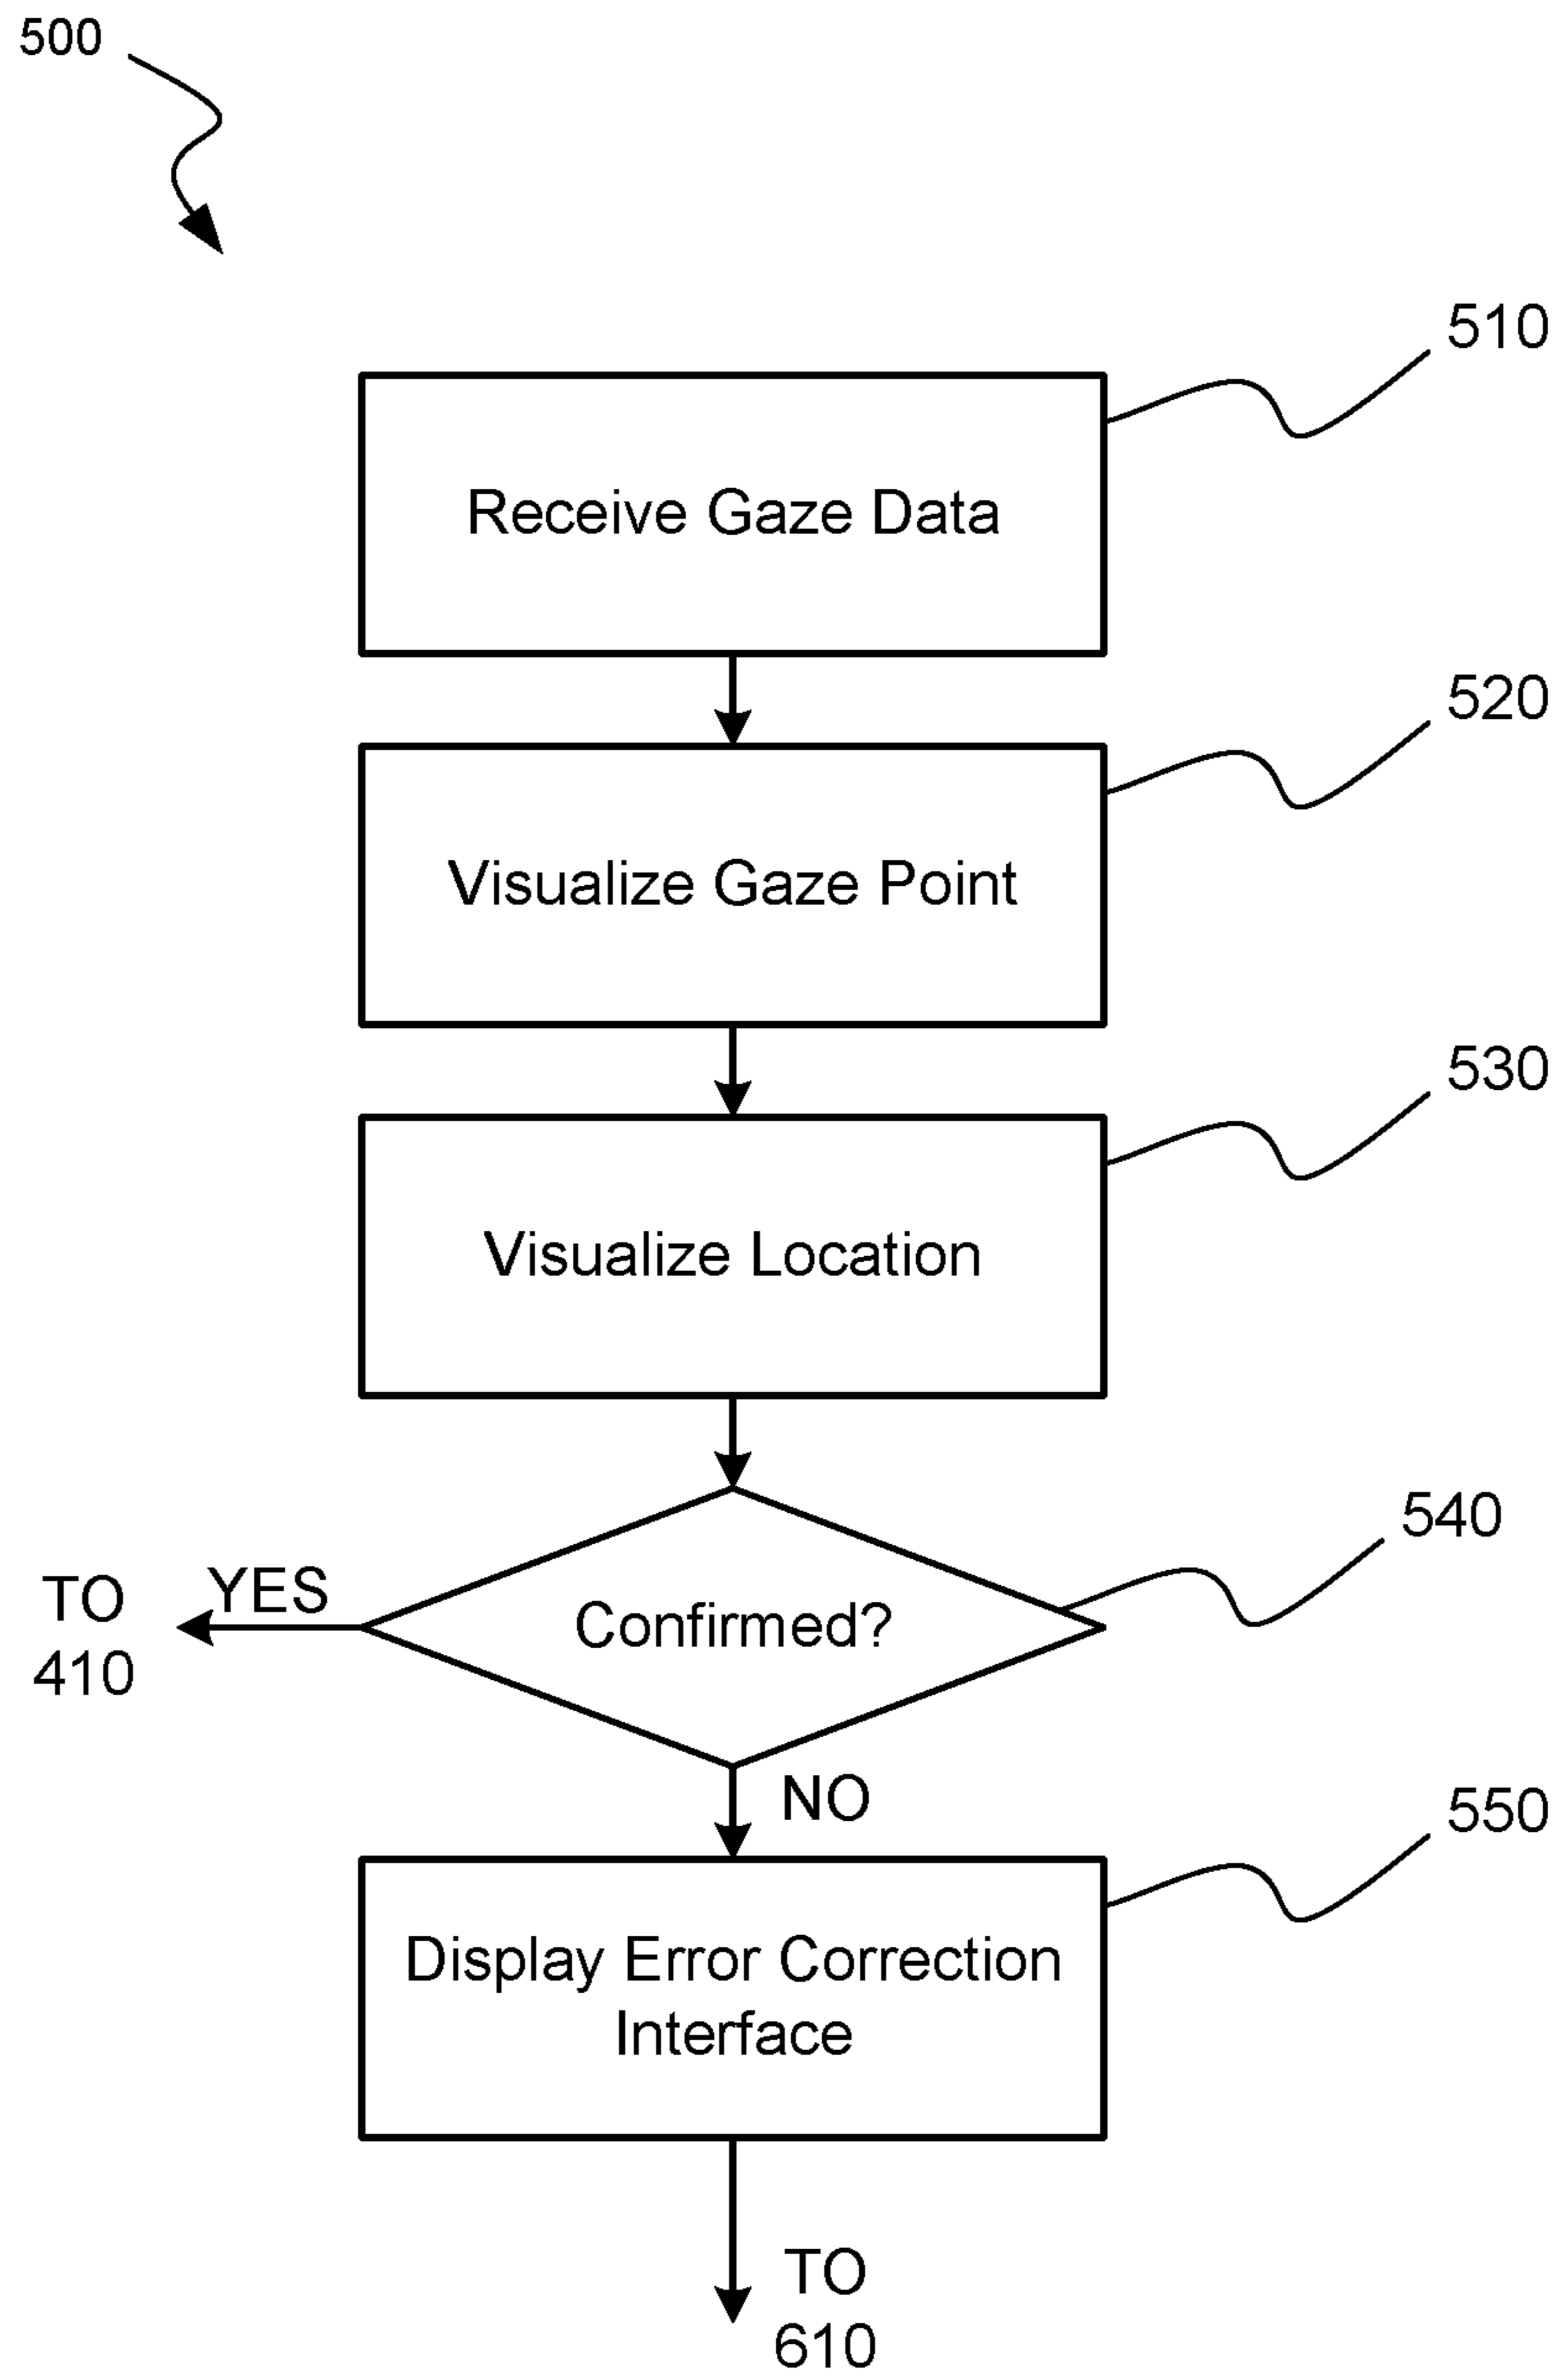 500
510
Receive Gaze Data
520
Visualize Gaze Point
530
Visualize Location
540
Confirmed?
YES
TO
410
NO
550
Display Error Correction
Interface
TO
610